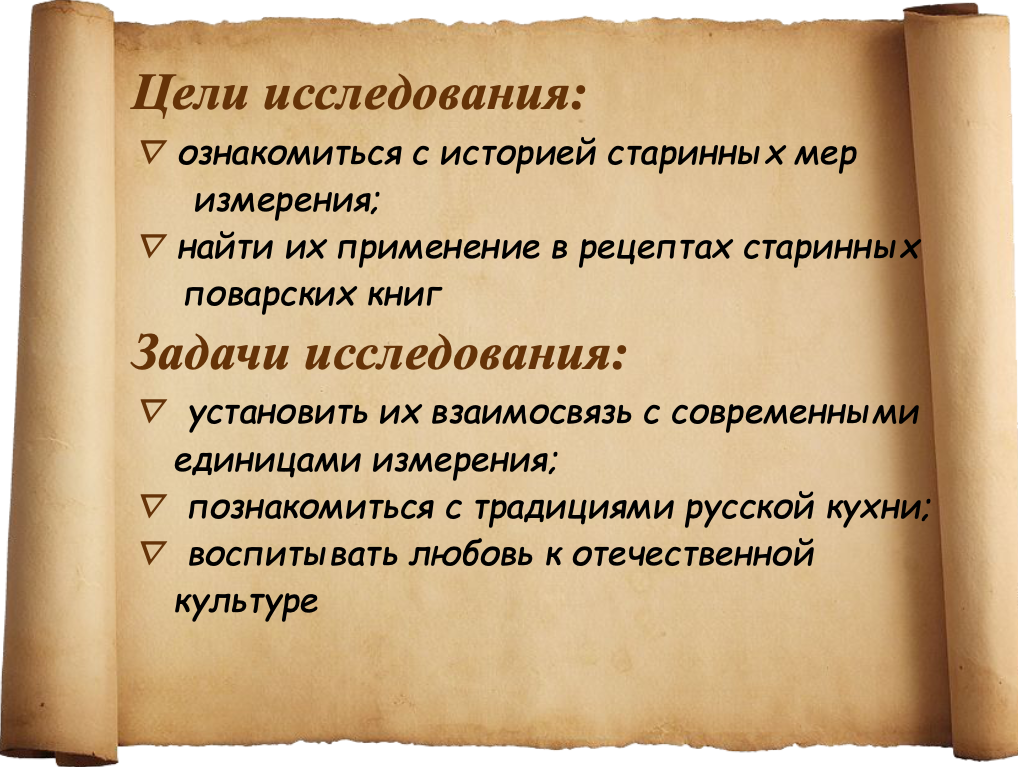 Цели исследования:
▽ ознакомиться с историей старинных мер
измерения;
▽ найти их применение в рецептах старинных
поварских книг
Задачи исследования:
▽ установить их взаимосвязь с современными
единицами измерения;
▽ познакомиться с традициями русской кухни;
▽ воспитывать любовь к отечественной
культуре